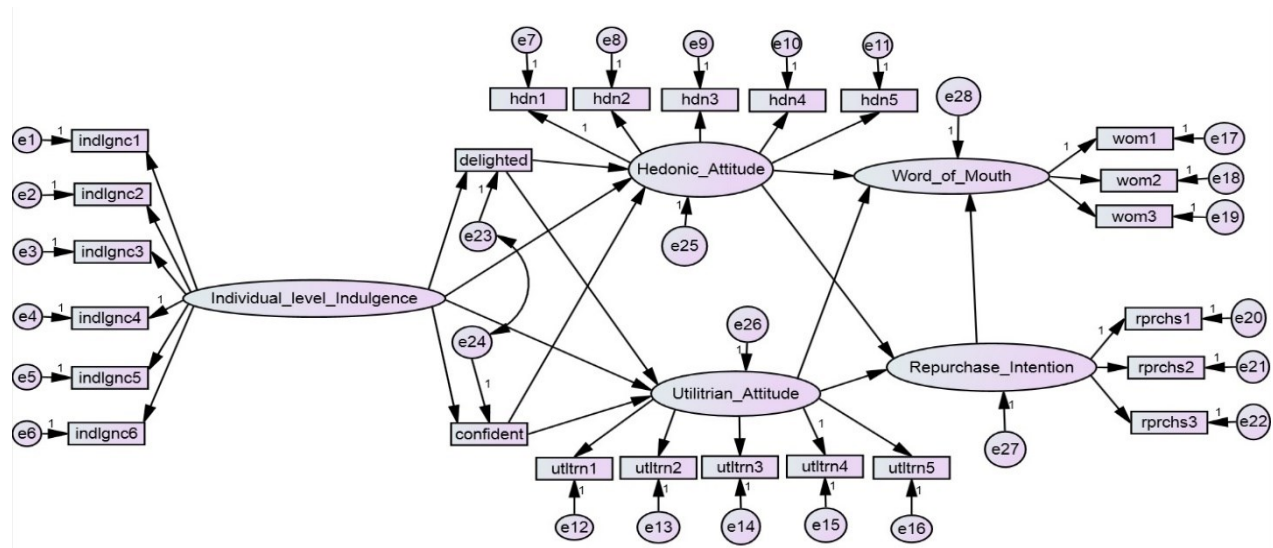 e7
e8
e9
e10
e11
1
1
1
1
1
hdn1
hdn2
hdn3
hdn4
hdn5
1
e28
1
e1
1
indlgnc1
e2
1
indlgnc2
e3
1
indlgnc3
e4
1
indlgnc4
1
e5
1
indlgnc5
e6
1
indlgnc6
Individual_level_Indulgence
delighted
1
e23
e24
1
confident
Hedonic_Attitude
1
e25
e26
1
Utilitrian_Attitude
1
utltrn1
utltrn2
utltrn3
utltrn4
utltrn5
1
1
1
1
1
e12
e13
e14
e15
e16
Word_of_Mouth
1
wom1
1
e17
wom2
1
e18
wom3
1
e19
Repurchase_Intention
1
e27
1
rprchs1
1
e20
rprchs2
1
e21
rprchs3
1
e22